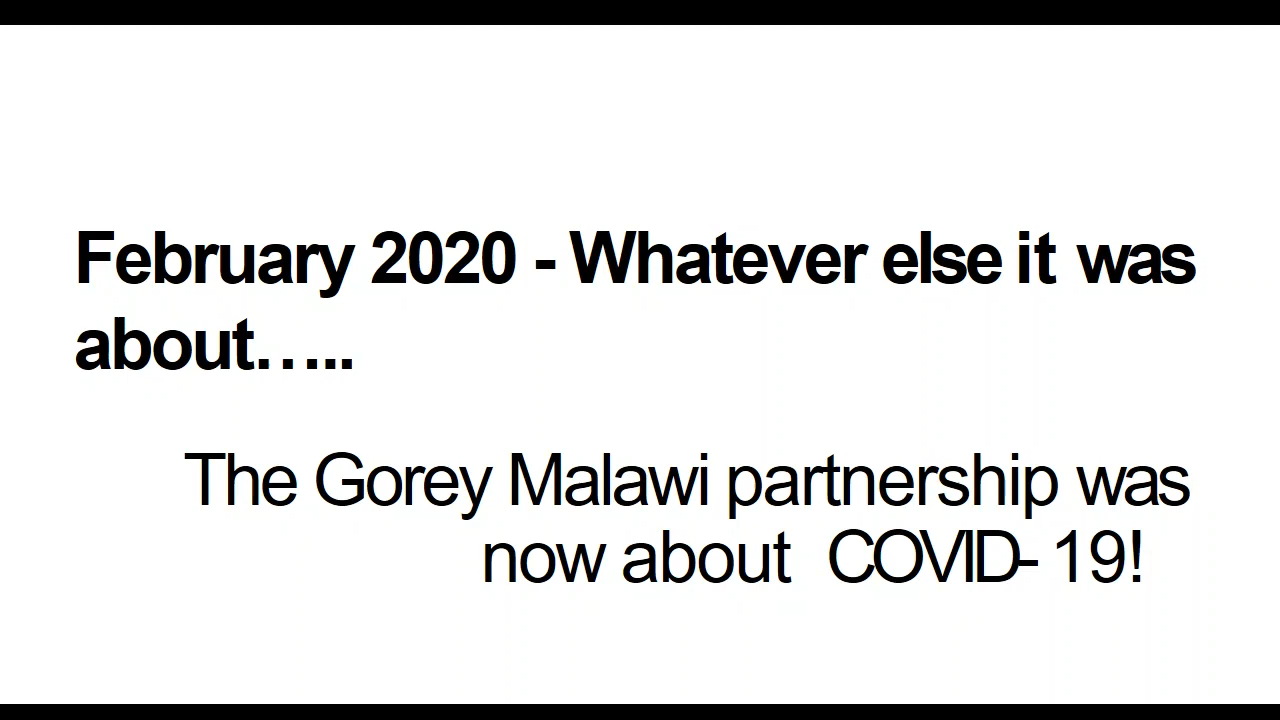 February 2020 - Whatever else it was
about…..
The Gorey Malawi partnership was
now about COVID- 19!